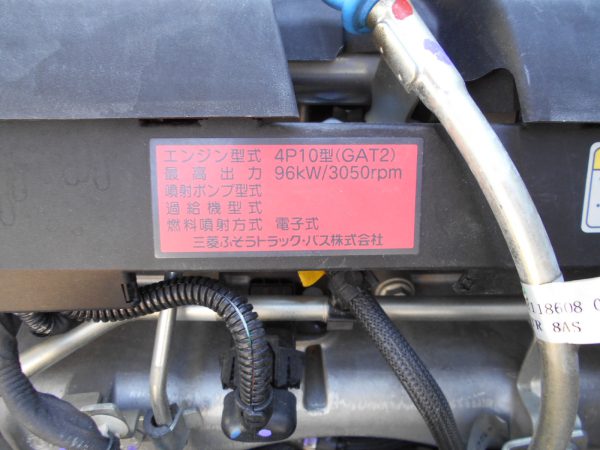 エンジン型式 4P10型(GAT2)
最高出力 96kW/3050rpm
噴射ポンプ型式
過給機型式
燃料噴射方式 電子式
三菱ふそうトラック・バス株式会社
118608
8AS